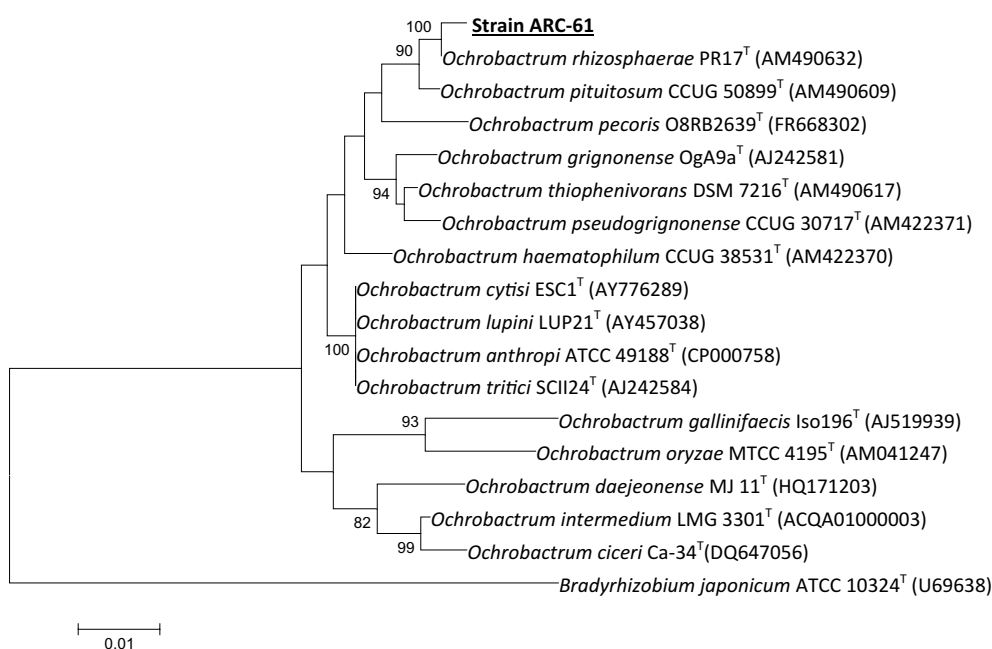 100
Strain ARC-61
90
Ochrobactrum rhizosphaerae PR17ᵀ (AM490632)
Ochrobactrum pituitosum CCUG 50899ᵀ (AM490609)
Ochrobactrum pecoris O8RB2639ᵀ (FR668302)
Ochrobactrum grignonense OgA9aᵀ (AJ242581)
94
Ochrobactrum thiophenivorans DSM 7216ᵀ (AM490617)
Ochrobactrum pseudogrignonense CCUG 30717ᵀ (AM422371)
Ochrobactrum haematophilum CCUG 38531ᵀ (AM422370)
Ochrobactrum cytisi ESC1ᵀ (AY776289)
Ochrobactrum lupini LUP21ᵀ (AY457038)
100
Ochrobactrum anthropi ATCC 49188ᵀ (CP000758)
Ochrobactrum tritici SCII24ᵀ (AJ242584)
93
Ochrobactrum gallinifaecis Iso196ᵀ (AJ519939)
Ochrobactrum oryzae MTCC 4195ᵀ (AM041247)
Ochrobactrum daejeonense MJ 11ᵀ (HQ171203)
82
Ochrobactrum intermedium LMG 3301ᵀ (ACQA01000003)
99
Ochrobactrum ciceri Ca-34ᵀ(DQ647056)
Bradyrhizobium japonicum ATCC 10324ᵀ (U69638)
0.01